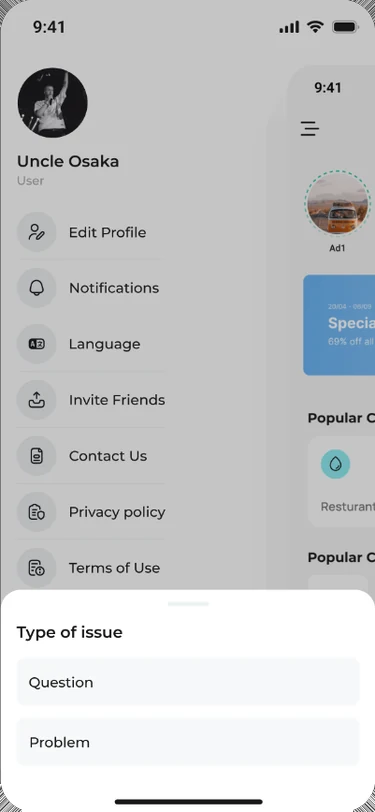 9:41
Uncle Osaka
User
Edit Profile
Notifications
Language
Invite Friends
Contact Us
Privacy policy
Terms of Use
9:41
Ad1
Specia
69% off all
Popular C
Resturant
Popular C
Type of issue
Question
Problem